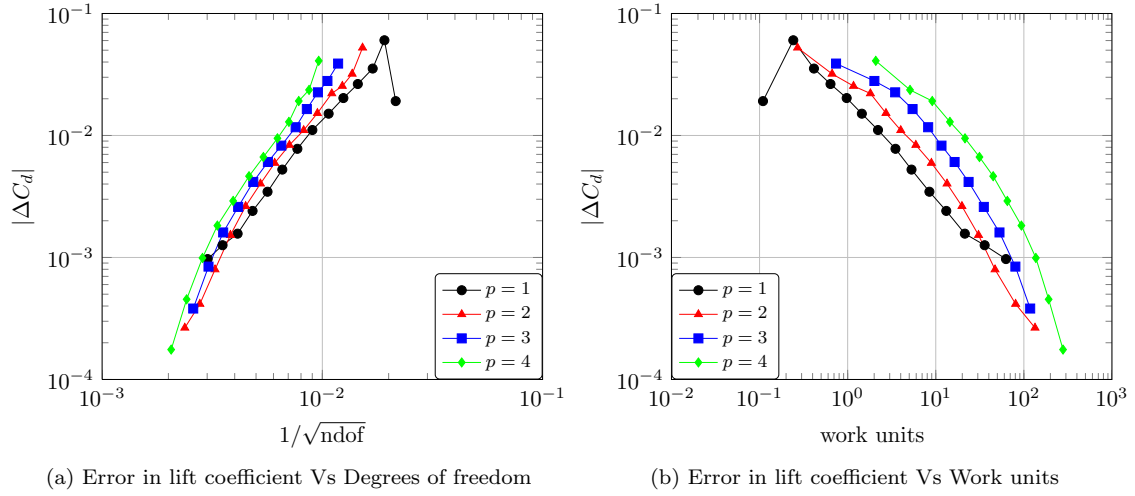 10^−1
10^−2
10^−3
10^−4
|ΔC_d|
10^−3
10^−2
10^−1
1/√ndof
p = 1
p = 2
p = 3
p = 4
(a) Error in lift coefficient Vs Degrees of freedom
10^−1
10^−2
10^−3
10^−4
|ΔC_d|
10^−2
10^−1
10^0
10^1
10^2
10^3
work units
p = 1
p = 2
p = 3
p = 4
(b) Error in lift coefficient Vs Work units